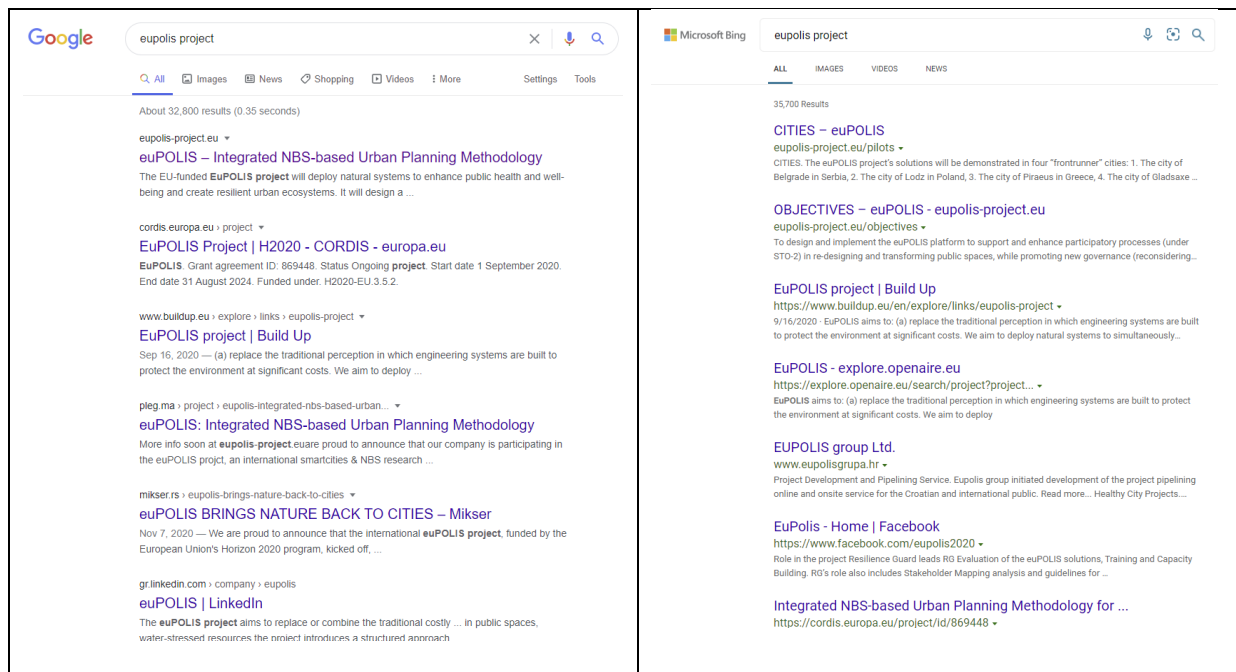 Google
eupolis project
All Images News Shopping Videos More Settings Tools
About 32,800 results (0.35 seconds)
eupolis-project.eu
euPOLIS – Integrated NBS-based Urban Planning Methodology
The EU-funded EuPOLIS project will deploy natural systems to enhance public health and well-
being and create resilient urban ecosystems. It will design a ...
cordis.europa.eu › project
EuPOLIS Project | H2020 - CORDIS - europa.eu
EuPOLIS. Grant agreement ID: 869448. Status Ongoing project. Start date 1 September 2020.
End date 31 August 2024. Funded under. H2020-EU.3.5.2.
www.buildup.eu › explore › links › eupolis-project
EuPOLIS project | Build Up
Sep 16, 2020 — (a) replace the traditional perception in which engineering systems are built to
protect the environment at significant costs. We aim to deploy ...
pleg.ma › project › eupolis-integrated-nbs-based-urban...
euPOLIS: Integrated NBS-based Urban Planning Methodology
More info soon at eupolis-project.euare proud to announce that our company is participating in
the euPOLIS projct, an international smartcities & NBS research ...
mikser.rs › eupolis-brings-nature-back-to-cities
euPOLIS BRINGS NATURE BACK TO CITIES – Mikser
Nov 7, 2020 — We are proud to announce that the international euPOLIS project, funded by the
European Union's Horizon 2020 program, kicked off, ...
gr.linkedin.com › company › eupolis
euPOLIS | LinkedIn
The euPOLIS project aims to replace or combine the traditional costly ... in public spaces,
water-stressed resources the project introduces a structured approach
Microsoft Bing
eupolis project
ALL IMAGES VIDEOS NEWS
35,700 Results
CITIES – euPOLIS
eupolis-project.eu/pilots
CITIES. The euPOLIS project's solutions will be demonstrated in four "frontrunner" cities: 1. The city of
Belgrade in Serbia, 2. The city of Lodz in Poland, 3. The city of Piraeus in Greece, 4. The city of Gladsaxe ...
OBJECTIVES – euPOLIS - eupolis-project.eu
eupolis-project.eu/objectives
To design and implement the euPOLIS platform to support and enhance participatory processes (under
STO-2) in re-designing and transforming public spaces, while promoting new governance (reconsidering...
EuPOLIS project | Build Up
https://www.buildup.eu/en/explore/links/eupolis-project
9/16/2020 · EuPOLIS aims to: (a) replace the traditional perception in which engineering systems are built
to protect the environment at significant costs. We aim to deploy natural systems to simultaneously...
EuPOLIS - explore.openaire.eu
https://explore.openaire.eu/search/project?project...
EuPOLIS aims to: (a) replace the traditional perception in which engineering systems are built to protect
the environment at significant costs. We aim to deploy
EUPOLIS group Ltd.
www.eupolisgrupa.hr
Project Development and Pipelining Service. Eupolis group initiated development of the project pipelining
online and onsite service for the Croatian and international public. Read more... Healthy City Projects....
EuPolis - Home | Facebook
https://www.facebook.com/eupolis2020
Role in the project Resilience Guard leads RG Evaluation of the euPOLIS solutions, Training and Capacity
Building. RG's role also includes Stakeholder Mapping analysis and guidelines for ...
Integrated NBS-based Urban Planning Methodology for ...
https://cordis.europa.eu/project/id/869448